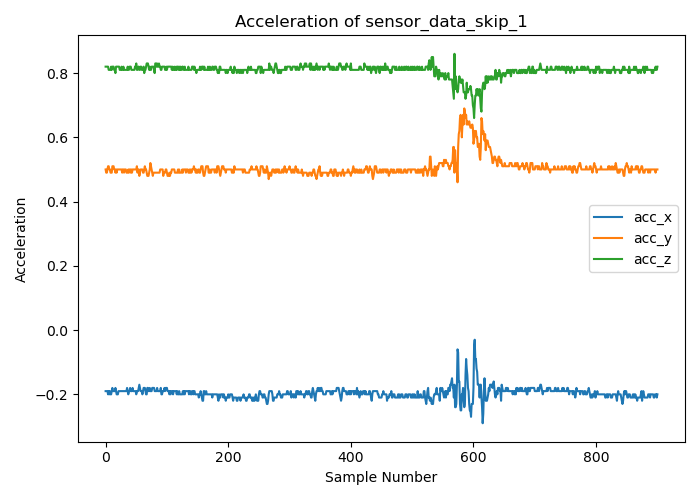 Acceleration of sensor_data_skip_1
Acceleration
0.8
0.6
0.4
0.2
0.0
−0.2
acc_x
acc_y
acc_z
0 200 400 600 800
Sample Number